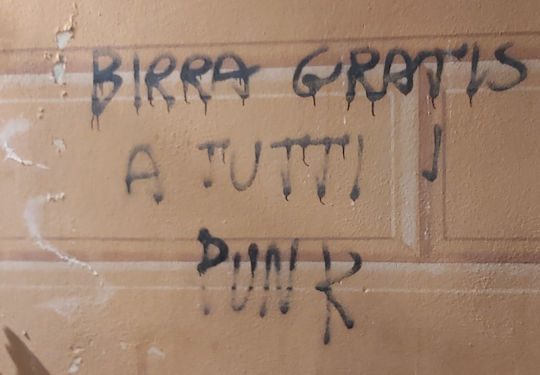 BIRRA GRATIS
A TUTTI I
PUNK